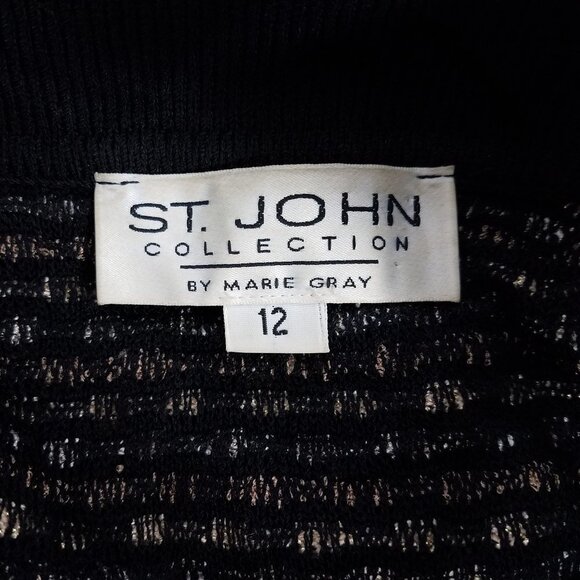 ST. JOHN
COLLECTION
BY MARIE GRAY
12